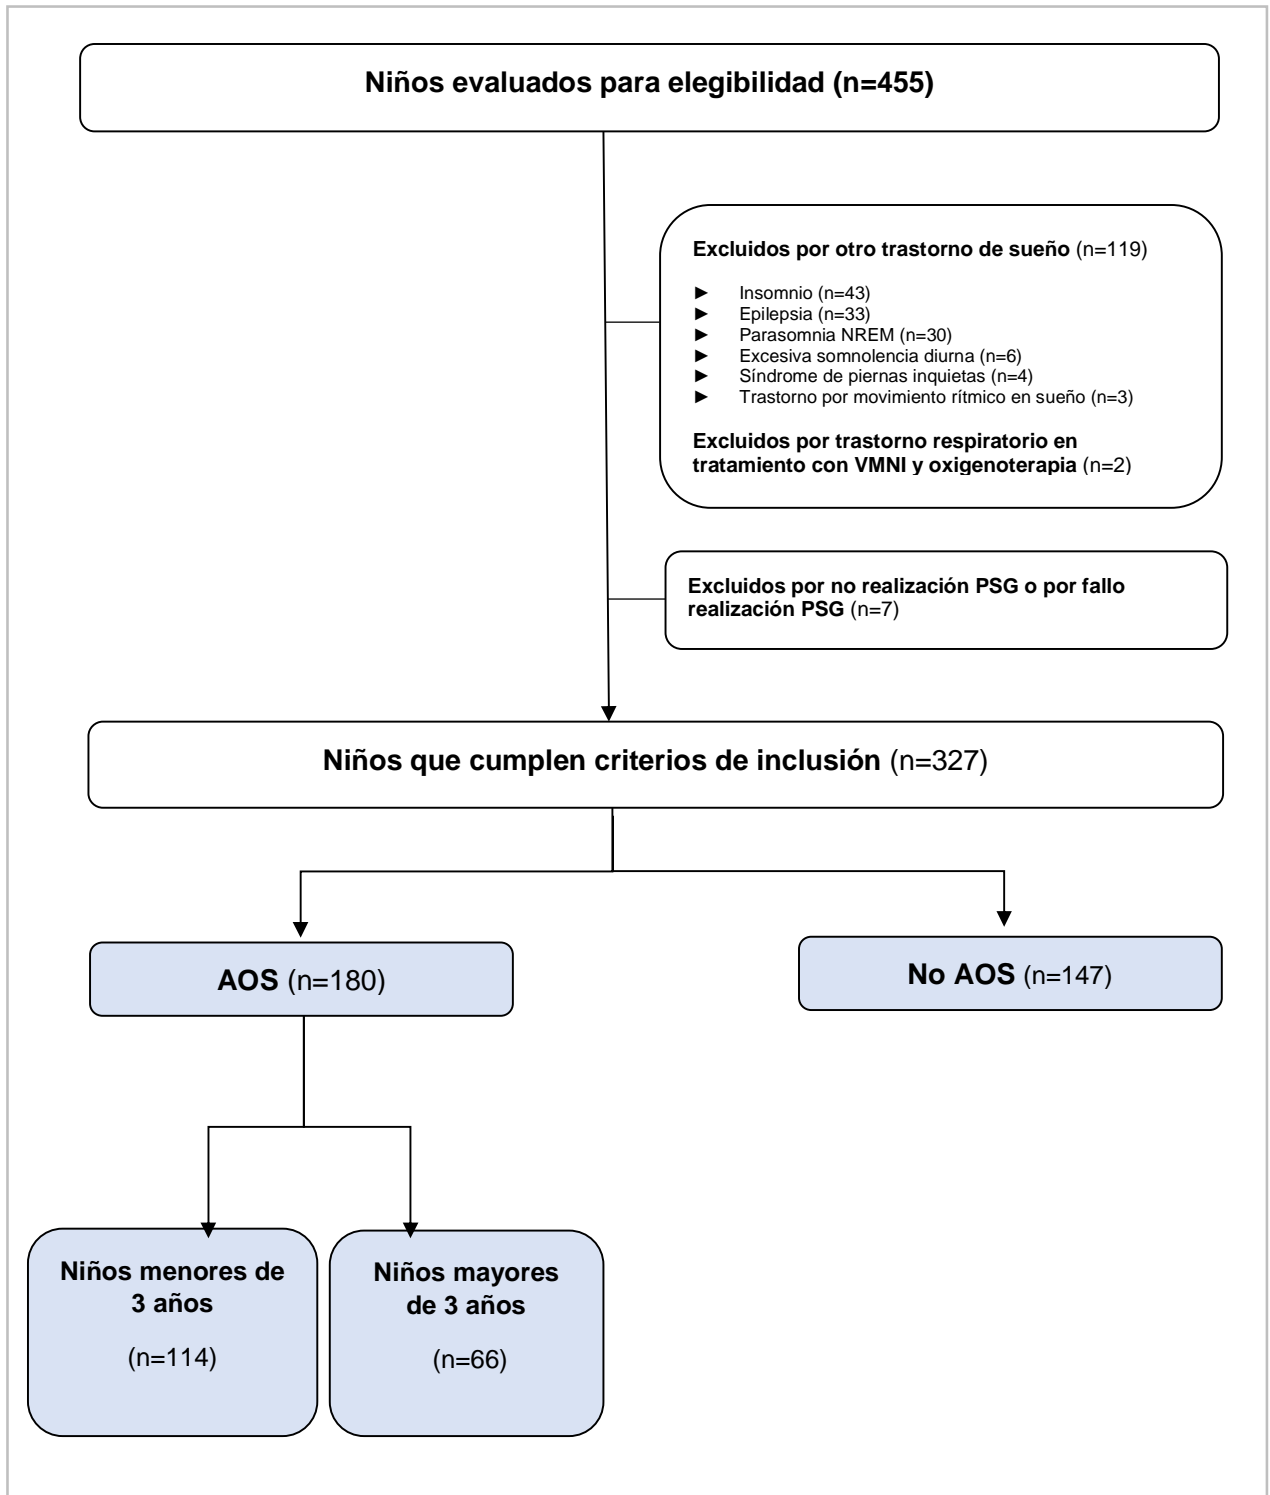 Niños evaluados para elegibilidad (n=455)
Excluidos por otro trastorno de sueño (n=119)
► Insomnio (n=43)
► Epilepsia (n=33)
► Parasomnia NREM (n=30)
► Excesiva somnolencia diurna (n=6)
► Síndrome de piernas inquietas (n=4)
► Trastorno por movimiento rítmico en sueño (n=3)
Excluidos por trastorno respiratorio en
tratamiento con VMNI y oxigenoterapia (n=2)
Excluidos por no realización PSG o por fallo
realización PSG (n=7)
Niños que cumplen criterios de inclusión (n=327)
AOS (n=180)
No AOS (n=147)
Niños menores de
3 años
(n=114)
Niños mayores
de 3 años
(n=66)